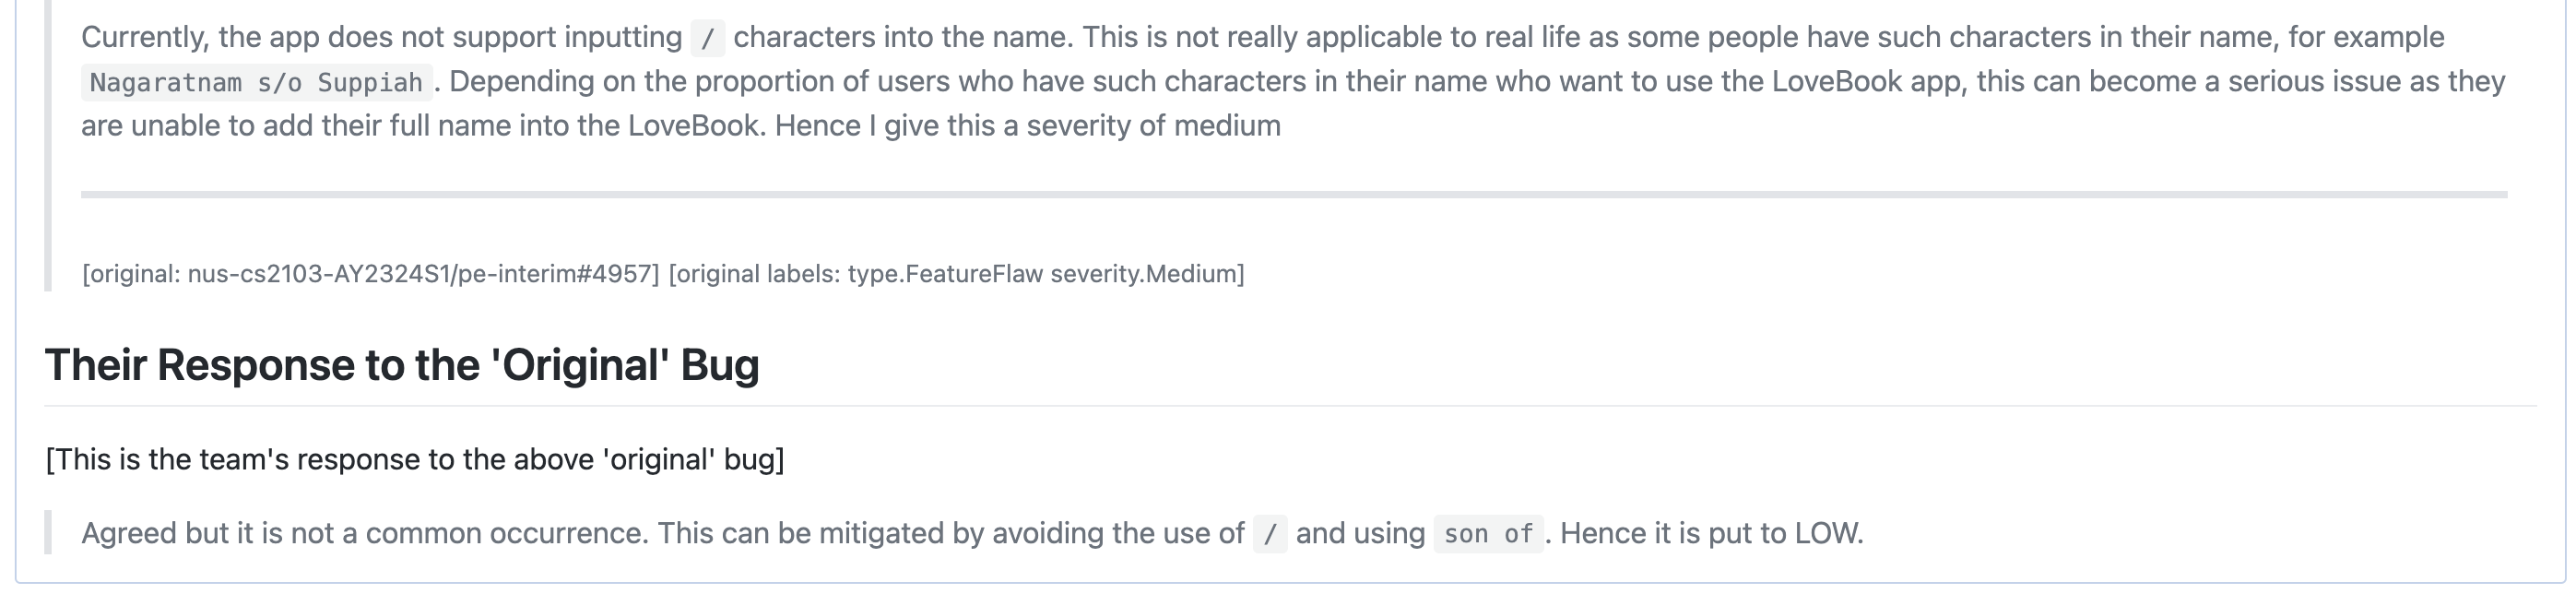 Currently, the app does not support inputting / characters into the name. This is not really applicable to real life as some people have such characters in their name, for example
Nagaratnam s/o Suppiah. Depending on the proportion of users who have such characters in their name who want to use the LoveBook app, this can become a serious issue as they
are unable to add their full name into the LoveBook. Hence I give this a severity of medium
[original: nus-cs2103-AY2324S1/pe-interim#4957] [original labels: type.FeatureFlaw severity.Medium]
Their Response to the 'Original' Bug
[This is the team's response to the above 'original' bug]
Agreed but it is not a common occurrence. This can be mitigated by avoiding the use of / and using son of. Hence it is put to LOW.